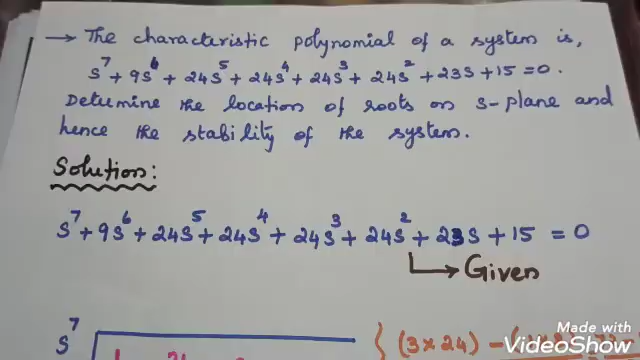 → The characteristic polynomial of a system is,
s⁷ + 9s⁶ + 24s⁵ + 24s⁴ + 24s³ + 24s² + 23s + 15 = 0.
Determine the location of roots on s-plane and
hence the stability of the system.
Solution:
s⁷ + 9s⁶ + 24s⁵ + 24s⁴ + 24s³ + 24s² + 23s + 15 = 0
↳ Given
s⁷
{ (3 x 24) - (
Made with
VideoShow